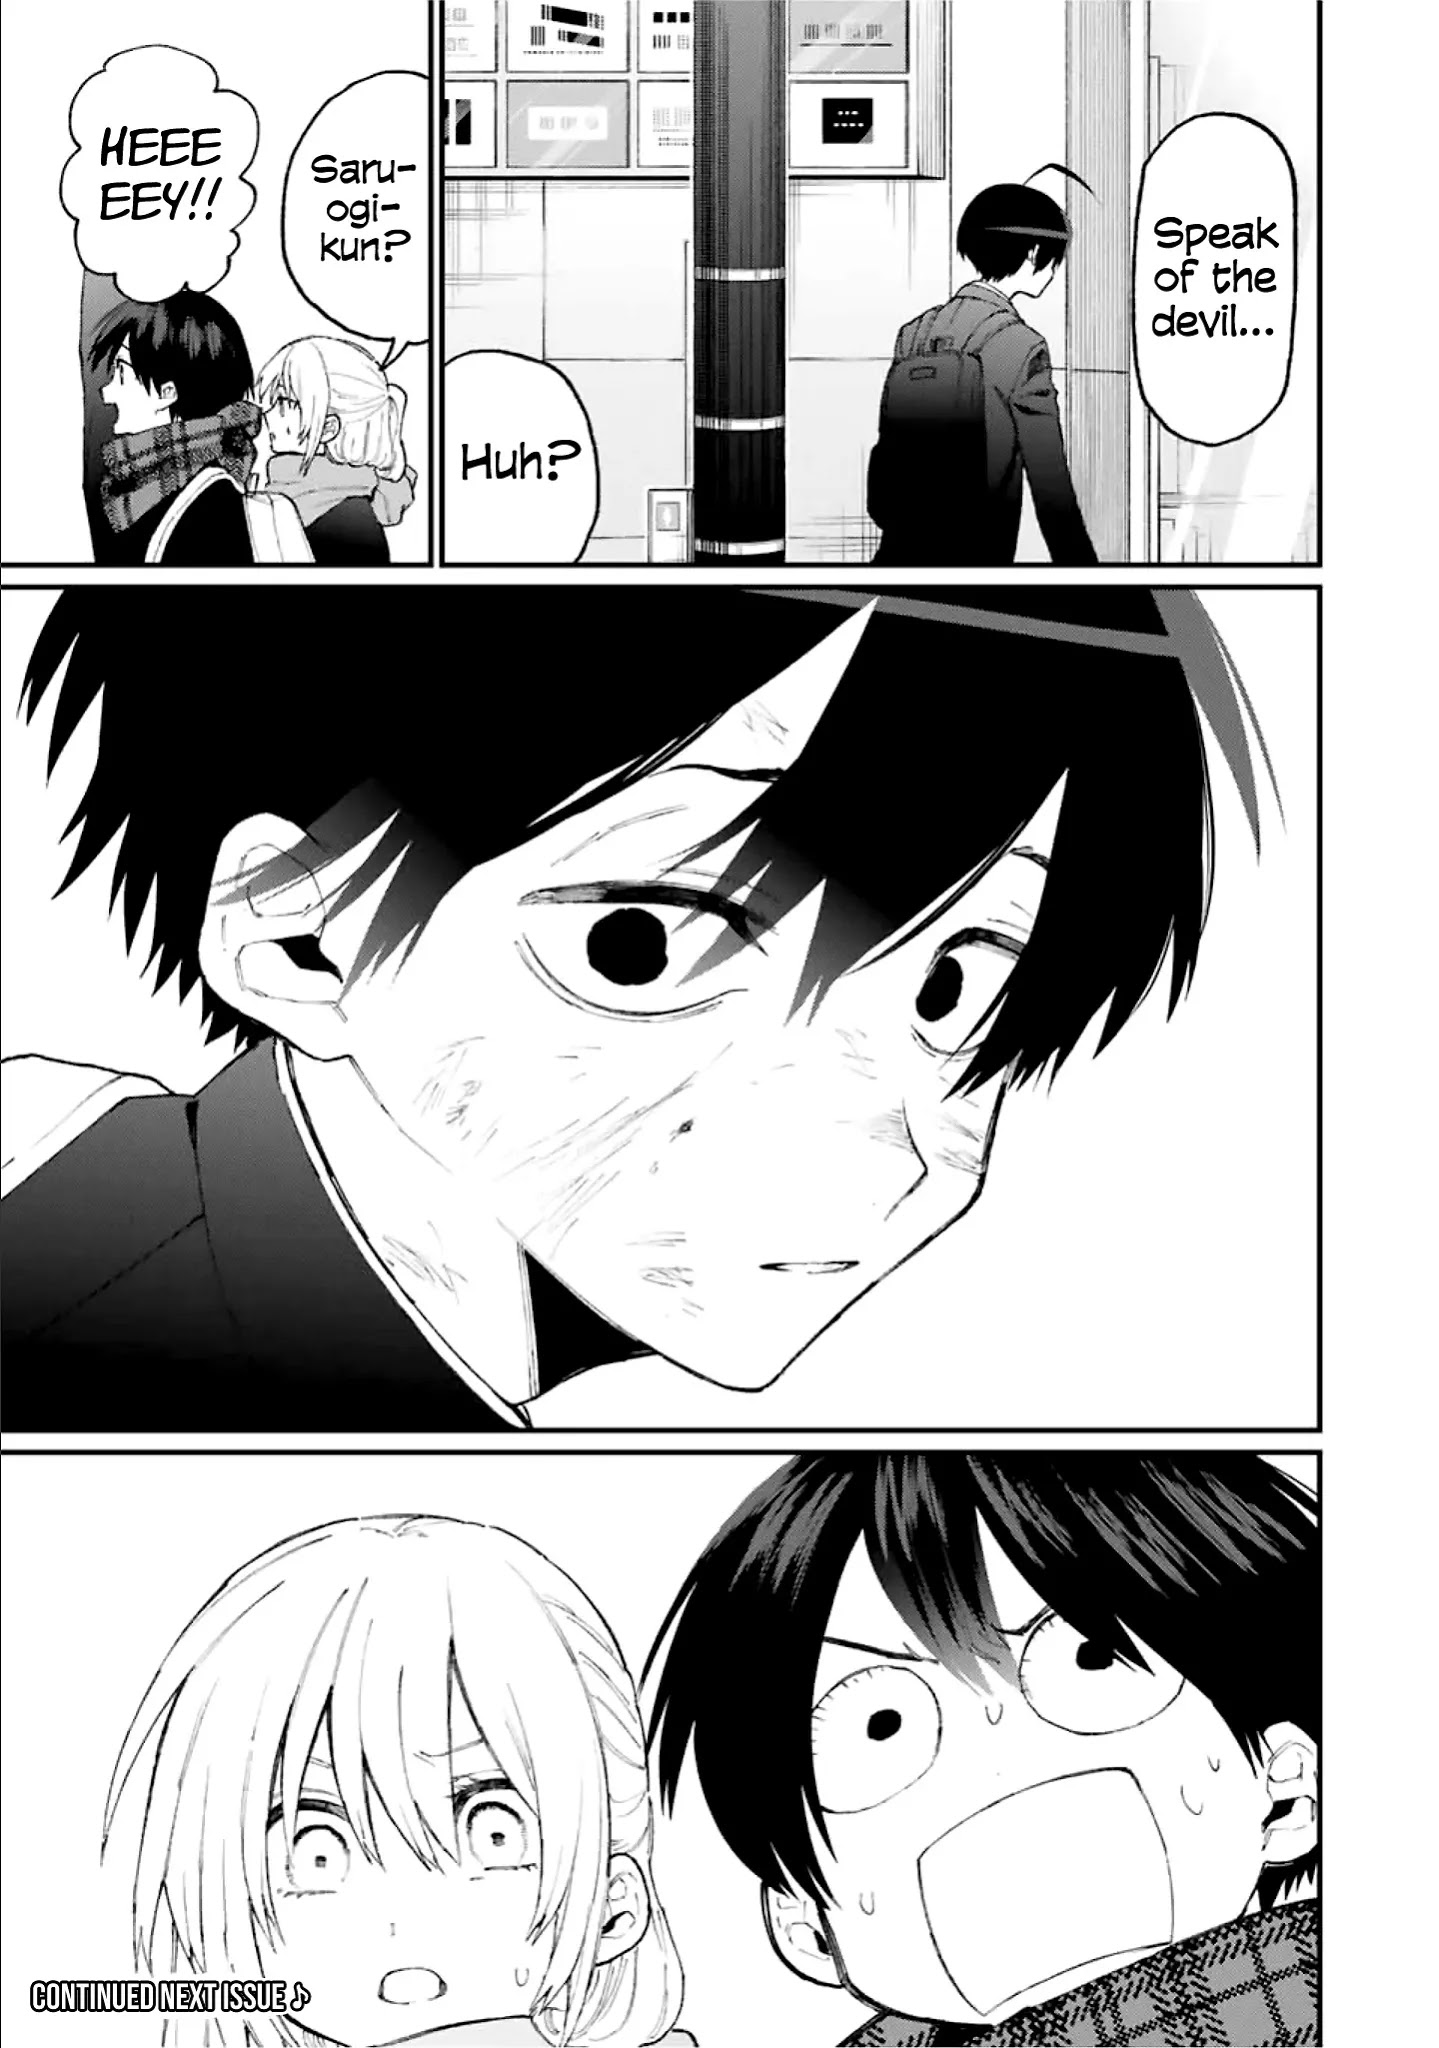 Speak
of the
devil...
Huh?
Saru-
ogi-
kun?
HEEE
EEY!!
CONTINUED NEXT ISSUE ♪